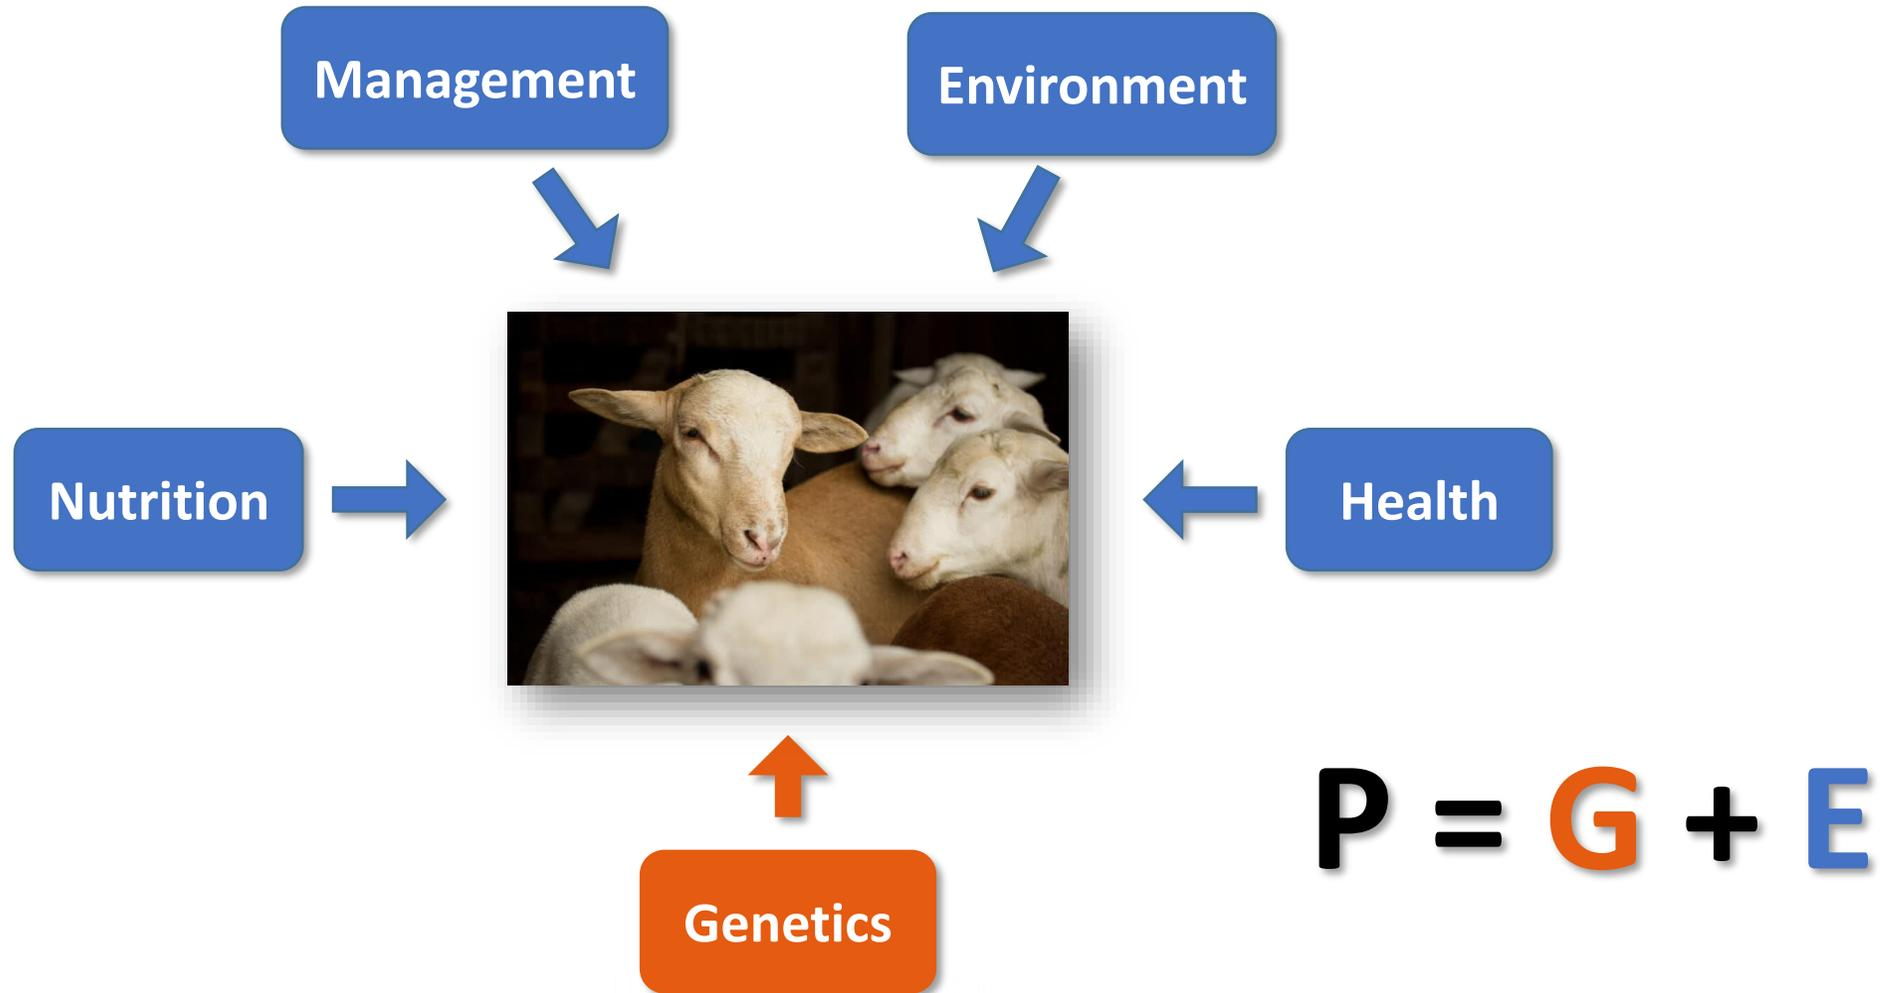 Management
Environment
Nutrition
Health
Genetics
P = G + E